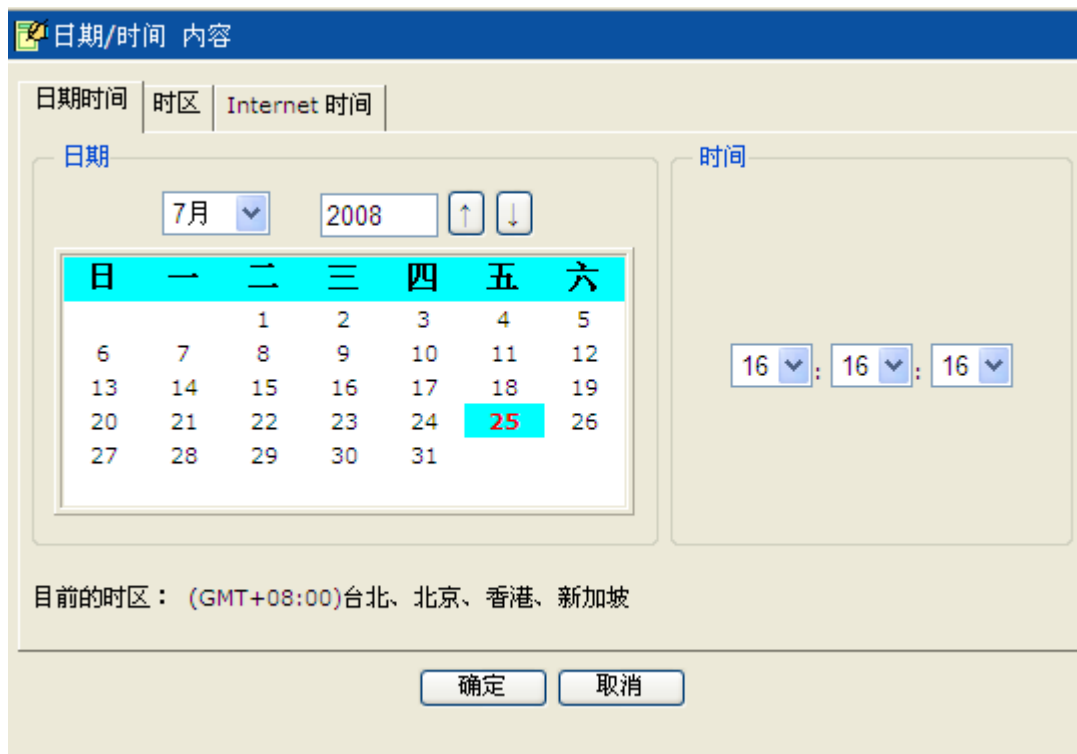 日期/时间 内容
日期时间 时区 Internet 时间
日期 时间
7月 2008 ↑ ↓
日 一 二 三 四 五 六
1 2 3 4 5
6 7 8 9 10 11 12
13 14 15 16 17 18 19
16 : 16 : 16
20 21 22 23 24 25 26
27 28 29 30 31
目前的时区： (GMT+08:00)台北、北京、香港、新加坡
确定 取消